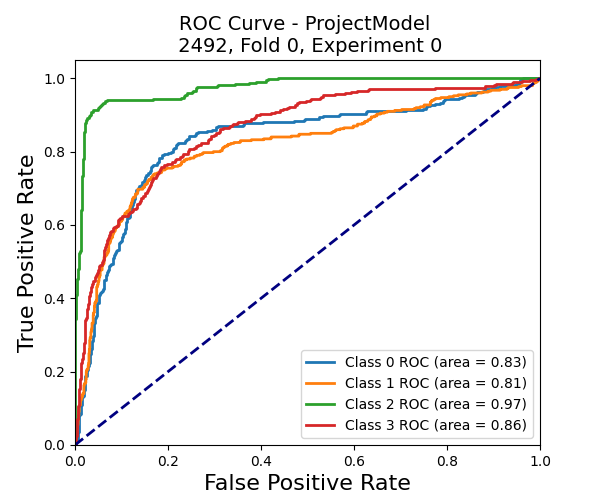 ROC Curve - ProjectModel
2492, Fold 0, Experiment 0
True Positive Rate
1.0
0.8
0.6
0.4
0.2
0.0
Class 0 ROC (area = 0.83)
Class 1 ROC (area = 0.81)
Class 2 ROC (area = 0.97)
Class 3 ROC (area = 0.86)
0.0 0.2 0.4 0.6 0.8 1.0
False Positive Rate